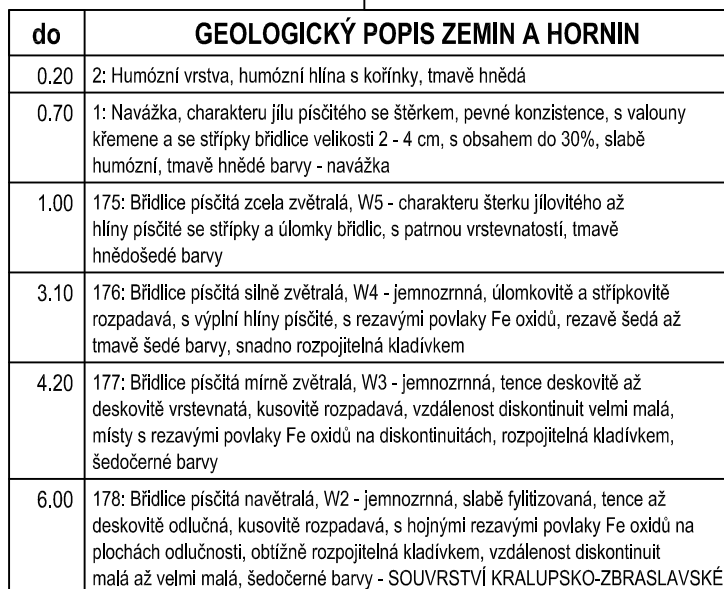 do GEOLOGICKÝ POPIS ZEMIN A HORNIN
0.20 2: Humózní vrstva, humózní hlína s kořínky, tmavě hnědá
0.70 1: Navážka, charakteru jílu písčitého se štěrkem, pevné konzistence, s valouny
křemene a se střípky břidlice velikosti 2 - 4 cm, s obsahem do 30%, slabě
humózní, tmavě hnědé barvy - navážka
1.00 175: Břidlice písčitá zcela zvětralá, W5 - charakteru šterku jílovitého až
hlíny písčité se střípky a úlomky břidlic, s patrnou vrstevnatostí, tmavě
hnědošedé barvy
3.10 176: Břidlice písčitá silně zvětralá, W4 - jemnozrnná, úlomkovitě a střípkovitě
rozpadavá, s výplní hlíny písčité, s rezavými povlaky Fe oxidů, rezavě šedá až
tmavě šedé barvy, snadno rozpojitelná kladívkem
4.20 177: Břidlice písčitá mírně zvětralá, W3 - jemnozrnná, tence deskovitě až
deskovitě vrstevnatá, kusovitě rozpadavá, vzdálenost diskontinuit velmi malá,
místy s rezavými povlaky Fe oxidů na diskontinuitách, rozpojitelná kladívkem,
šedočerné barvy
6.00 178: Břidlice písčitá navětralá, W2 - jemnozrnná, slabě fylitizovaná, tence až
deskovitě odlučná, kusovitě rozpadavá, s hojnými rezavými povlaky Fe oxidů na
plochách odlučnosti, obtížně rozpojitelná kladívkem, vzdálenost diskontinuit
malá až velmi malá, šedočerné barvy - SOUVRSTVÍ KRALUPSKO-ZBRASLAVSKÉ